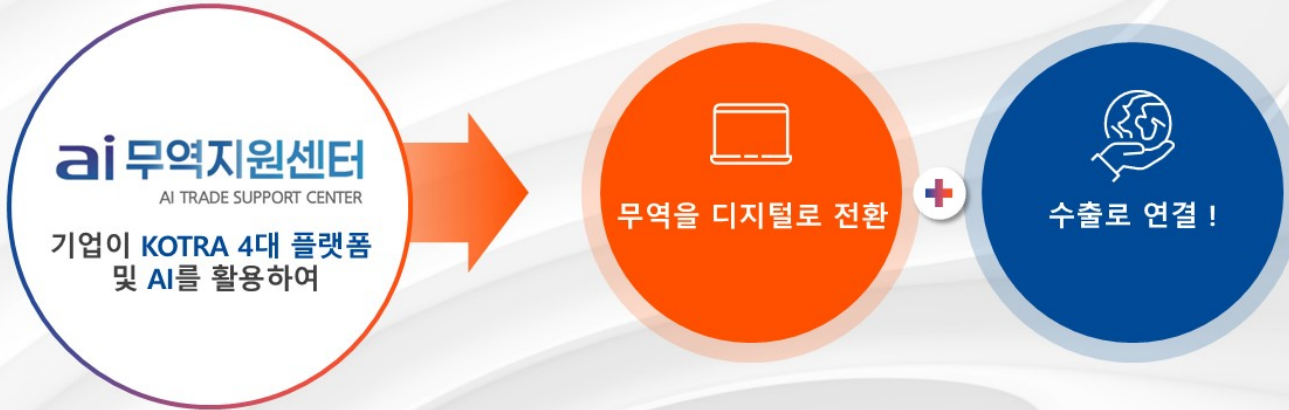 ai 무역지원센터
AI TRADE SUPPORT CENTER
기업이 KOTRA 4대 플랫폼
및 AI를 활용하여
무역을 디지털로 전환
수출로 연결 !